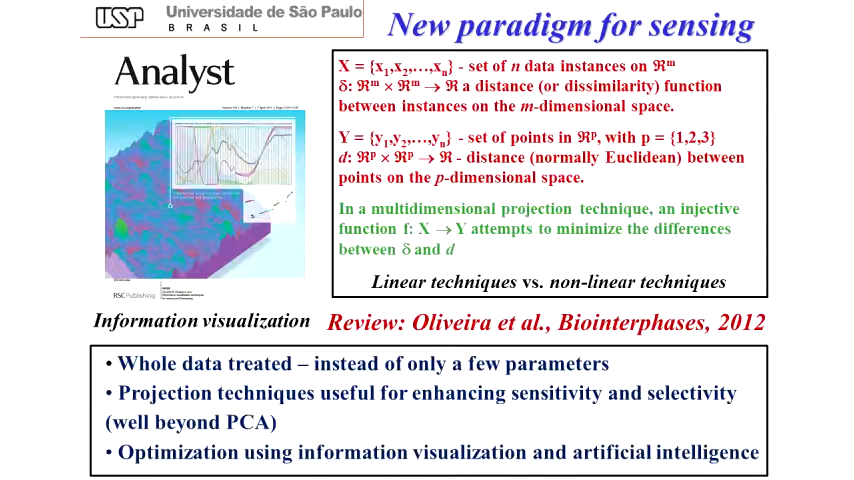 USP
Universidade de São Paulo
B R A S I L
New paradigm for sensing
Analyst
X = {x₁,x₂,…,xₙ} - set of n data instances on ℜᵐ
δ: ℜᵐ × ℜᵐ → ℜ a distance (or dissimilarity) function
between instances on the m-dimensional space.
Y = {y₁,y₂,…,yₙ} - set of points in ℜᵖ, with p = {1,2,3}
d: ℜᵖ × ℜᵖ → ℜ - distance (normally Euclidean) between
points on the p-dimensional space.
In a multidimensional projection technique, an injective
function f: X → Y attempts to minimize the differences
between δ and d
Linear techniques vs. non-linear techniques
RSCPublishing
Information visualization
Review: Oliveira et al., Biointerphases, 2012
• Whole data treated – instead of only a few parameters
• Projection techniques useful for enhancing sensitivity and selectivity
(well beyond PCA)
• Optimization using information visualization and artificial intelligence